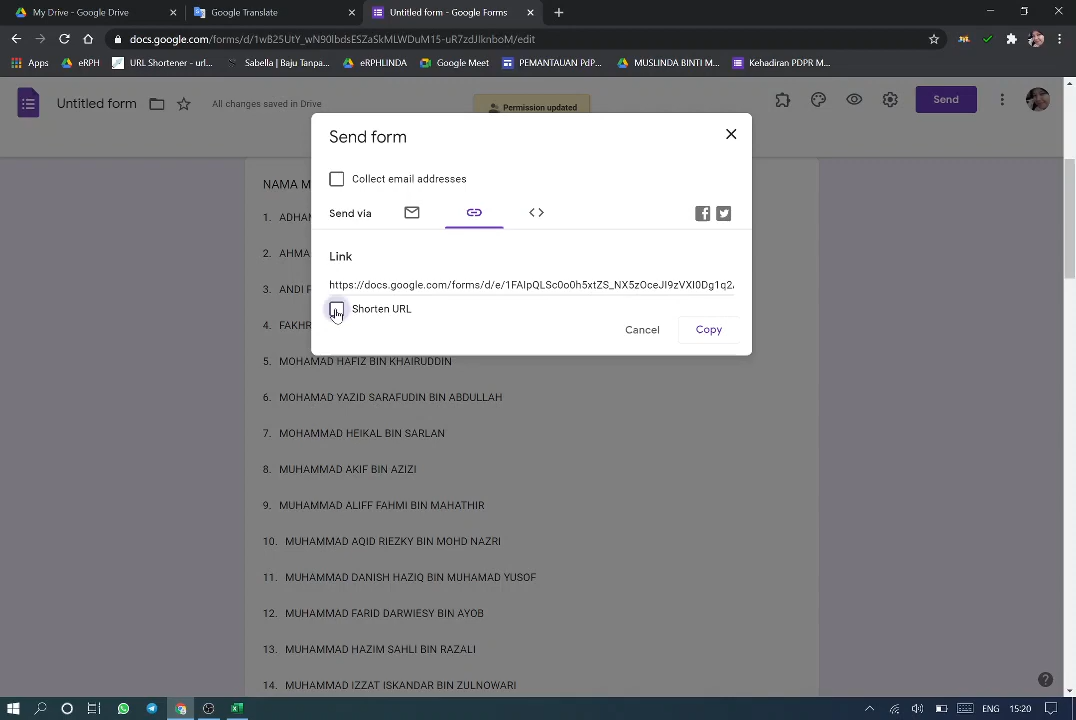 My Drive - Google Drive
Google Translate
Untitled form - Google Forms
docs.google.com/forms/d/1wB25UtY_wN90lbdsESZaSkMLWDuM15-uR7zdJIknboM/edit
Apps
eRPH
URL Shortener - url...
Sabella | Baju Tanpa...
eRPHLINDA
Google Meet
PEMANTAUAN PdP...
MUSLINDA BINTI M...
Kehadiran PDPR M...
Untitled form
All changes saved in Drive
Permission updated
Send
Send form
Collect email addresses
Send via
Link
https://docs.google.com/forms/d/e/1FAIpQLSc0o0h5xtZS_NX5zOceJI9zVXI0Dg1q2
Shorten URL
Cancel
Copy
NAMA M
1. ADHA
2. AHMA
3. ANDI F
4. FAKHR
5. MOHAMAD HAFIZ BIN KHAIRUDDIN
6. MOHAMAD YAZID SARAFUDIN BIN ABDULLAH
7. MOHAMMAD HEIKAL BIN SARLAN
8. MUHAMMAD AKIF BIN AZIZI
9. MUHAMMAD ALIFF FAHMI BIN MAHATHIR
10. MUHAMMAD AQID RIEZKY BIN MOHD NAZRI
11. MUHAMMAD DANISH HAZIQ BIN MUHAMAD YUSOF
12. MUHAMMAD FARID DARWIESY BIN AYOB
13. MUHAMMAD HAZIM SAHLI BIN RAZALI
14. MUHAMMAD IZZAT ISKANDAR BIN ZULNOWARI
ENG
15:20